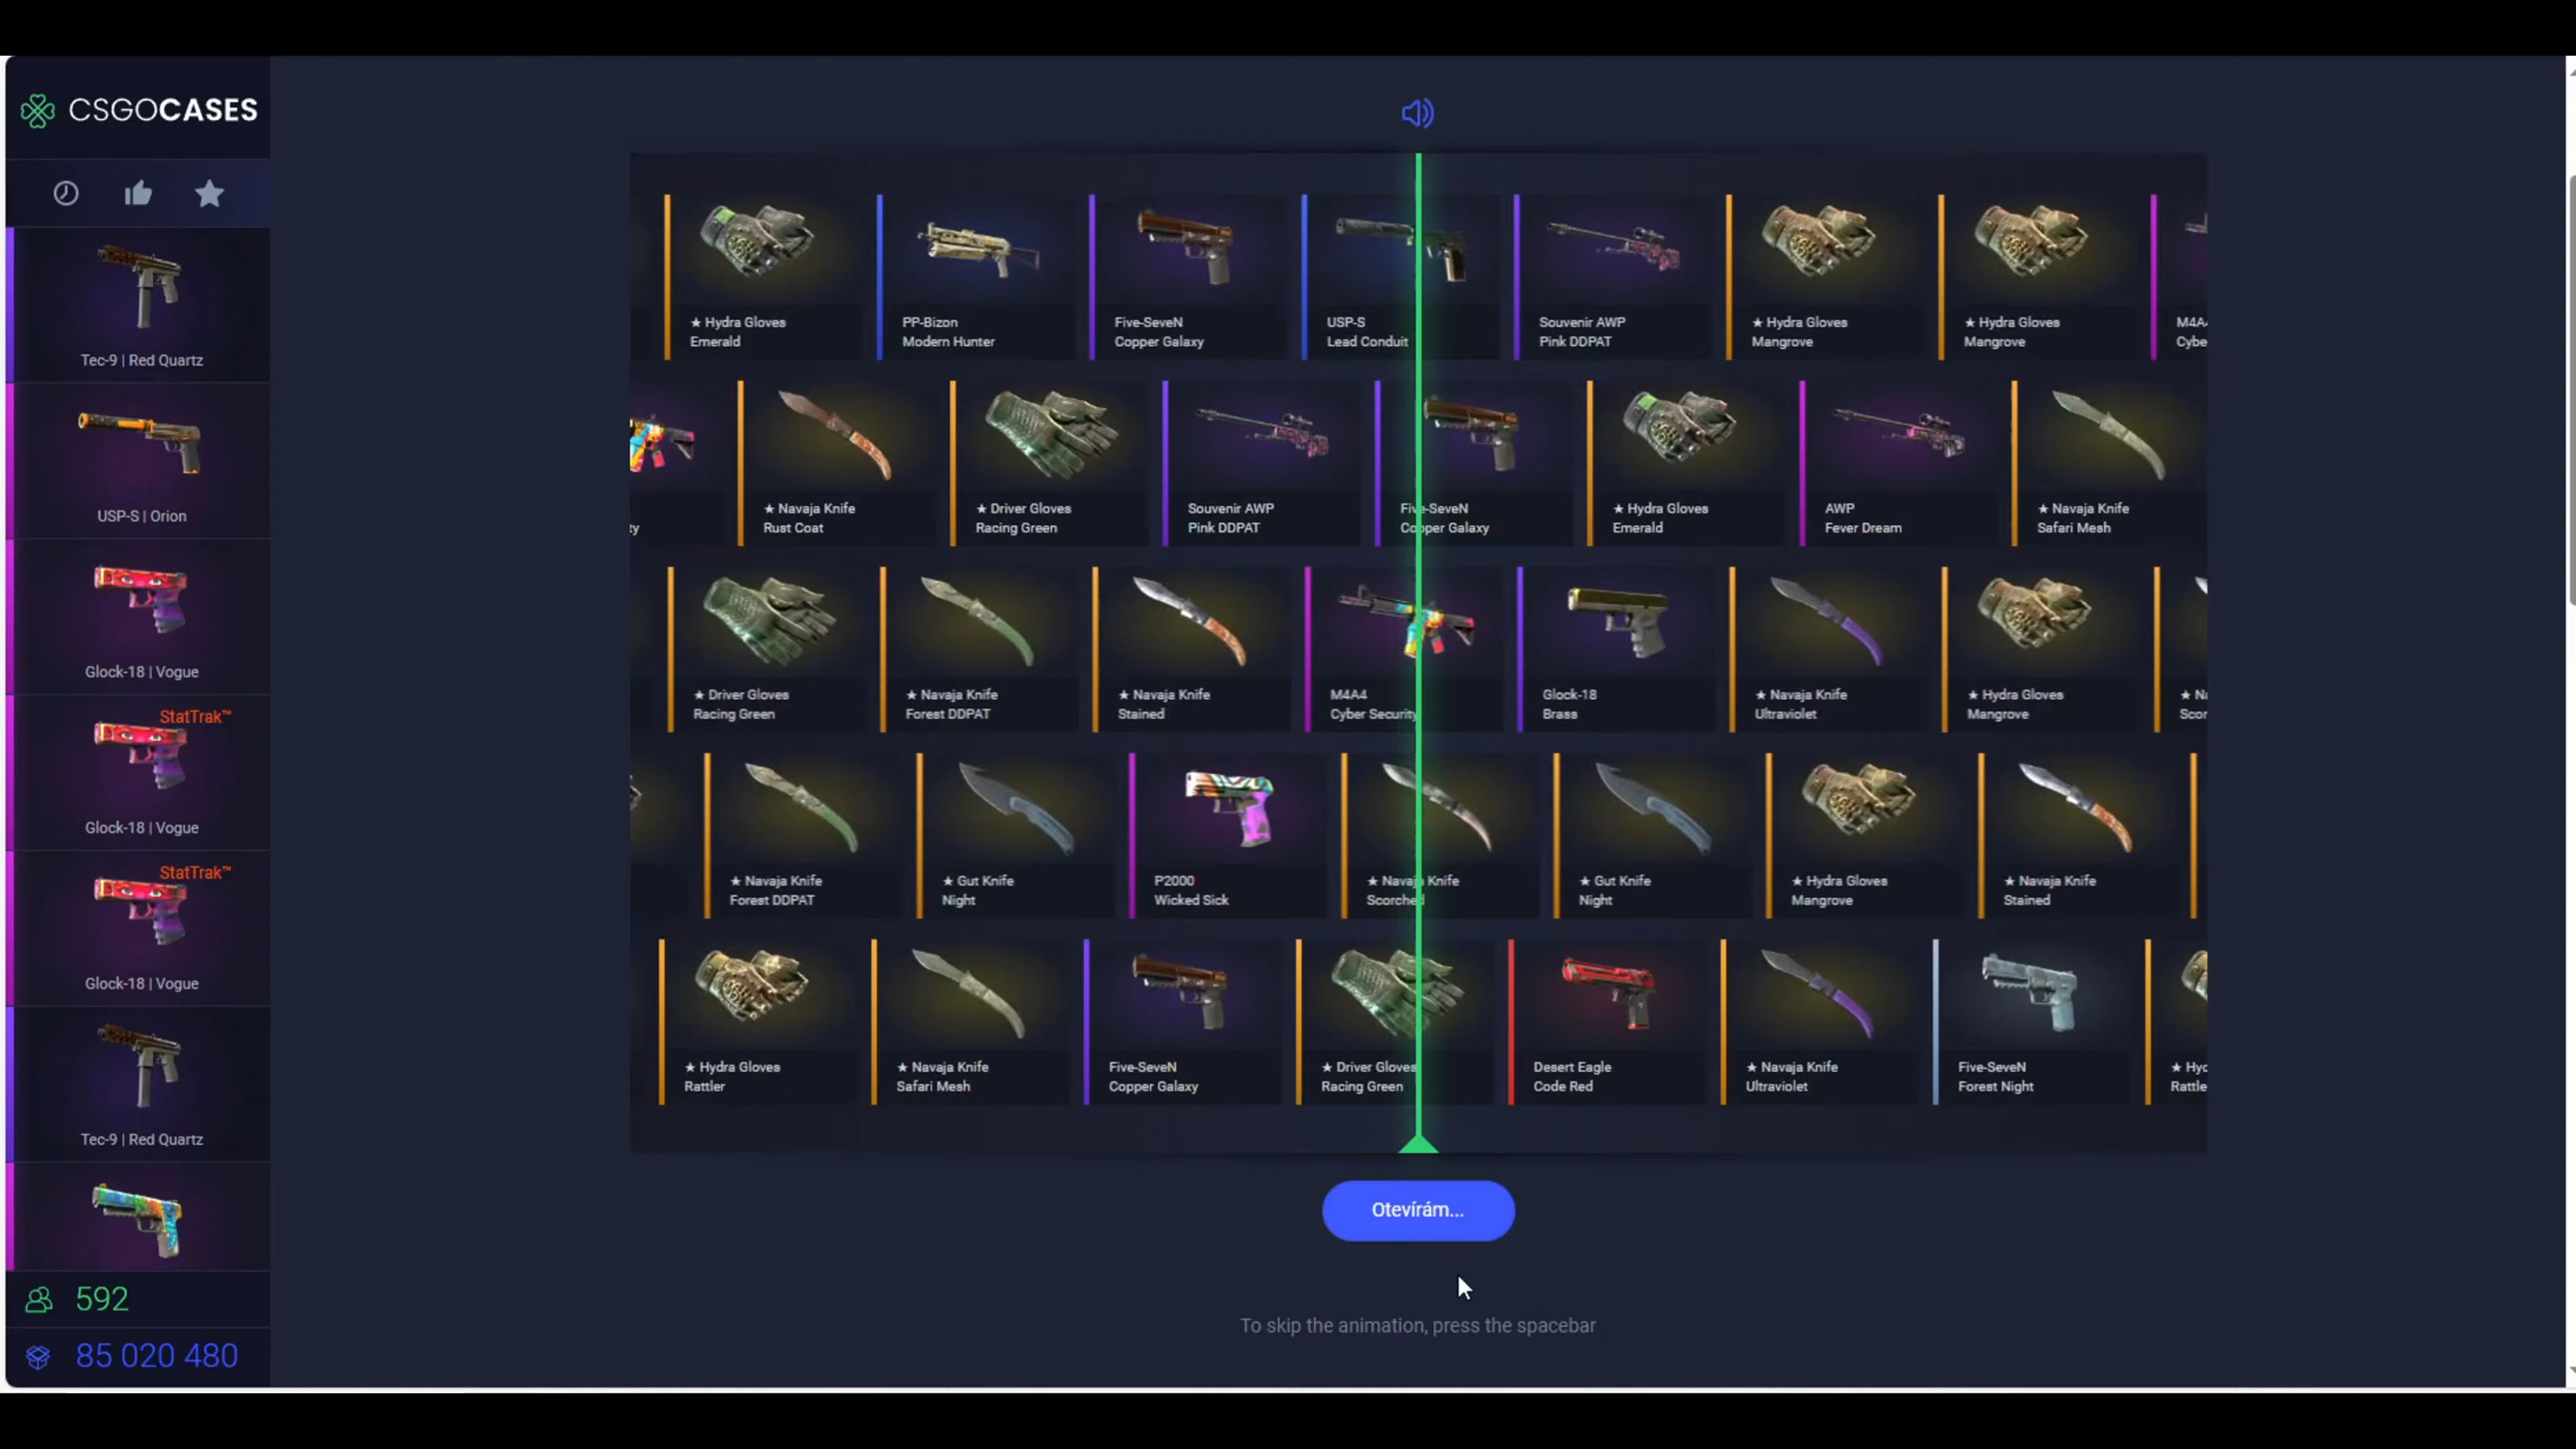 CSGOCASES
Tec-9 | Red Quartz
USP-S | Orion
Glock-18 | Vogue
StatTrak™
Glock-18 | Vogue
StatTrak™
Glock-18 | Vogue
Tec-9 | Red Quartz
592
85 020 480
★ Hydra Gloves
Emerald
PP-Bizon
Modern Hunter
Five-SeveN
Copper Galaxy
USP-S
Lead Conduit
Souvenir AWP
Pink DDPAT
★ Hydra Gloves
Mangrove
★ Hydra Gloves
Mangrove
M4A4
Cybe
ty
★ Navaja Knife
Rust Coat
★ Driver Gloves
Racing Green
Souvenir AWP
Pink DDPAT
Five-SeveN
Copper Galaxy
★ Hydra Gloves
Emerald
AWP
Fever Dream
★ Navaja Knife
Safari Mesh
★ Driver Gloves
Racing Green
★ Navaja Knife
Forest DDPAT
★ Navaja Knife
Stained
M4A4
Cyber Security
Glock-18
Brass
★ Navaja Knife
Ultraviolet
★ Hydra Gloves
Mangrove
★ Na
Scor
★ Navaja Knife
Forest DDPAT
★ Gut Knife
Night
P2000
Wicked Sick
★ Navaja Knife
Scorched
★ Gut Knife
Night
★ Hydra Gloves
Mangrove
★ Navaja Knife
Stained
★ Hydra Gloves
Rattler
★ Navaja Knife
Safari Mesh
Five-SeveN
Copper Galaxy
★ Driver Gloves
Racing Green
Desert Eagle
Code Red
★ Navaja Knife
Ultraviolet
Five-SeveN
Forest Night
★ Hyd
Rattle
Otevírám...
To skip the animation, press the spacebar